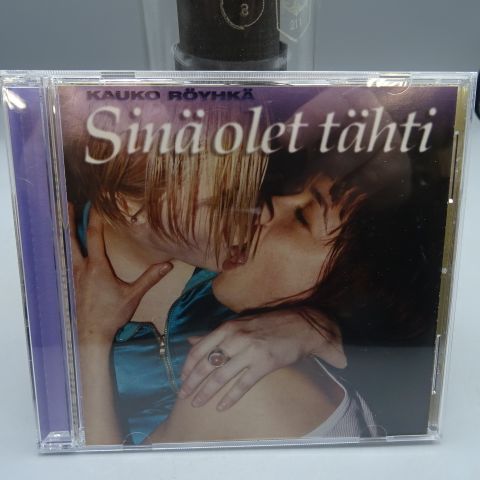 KAUKO RÖYHKÄ
Sinä olet tähti